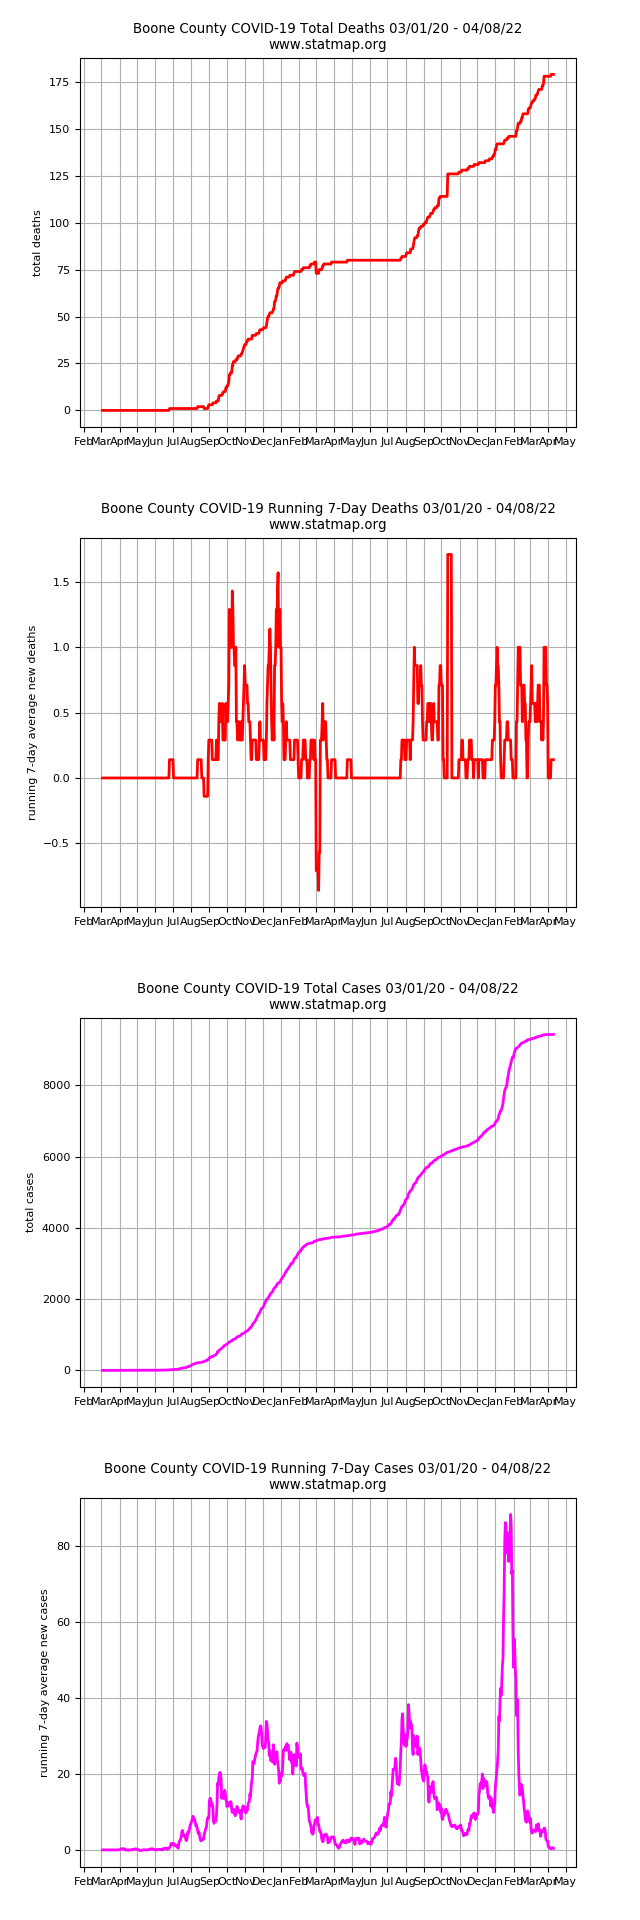 Boone County COVID-19 Total Deaths 03/01/20 - 04/08/22
www.statmap.org
175
150
125
100
75
50
25
0
total deaths
Feb Mar Apr May Jun Jul Aug Sep Oct Nov Dec Jan Feb Mar Apr May Jun Jul Aug Sep Oct Nov Dec Jan Feb Mar Apr May
Boone County COVID-19 Running 7-Day Deaths 03/01/20 - 04/08/22
www.statmap.org
1.5
1.0
0.5
0.0
−0.5
running 7-day average new deaths
Feb Mar Apr May Jun Jul Aug Sep Oct Nov Dec Jan Feb Mar Apr May Jun Jul Aug Sep Oct Nov Dec Jan Feb Mar Apr May
Boone County COVID-19 Total Cases 03/01/20 - 04/08/22
www.statmap.org
8000
6000
4000
2000
0
total cases
Feb Mar Apr May Jun Jul Aug Sep Oct Nov Dec Jan Feb Mar Apr May Jun Jul Aug Sep Oct Nov Dec Jan Feb Mar Apr May
Boone County COVID-19 Running 7-Day Cases 03/01/20 - 04/08/22
www.statmap.org
80
60
40
20
0
running 7-day average new cases
Feb Mar Apr May Jun Jul Aug Sep Oct Nov Dec Jan Feb Mar Apr May Jun Jul Aug Sep Oct Nov Dec Jan Feb Mar Apr May